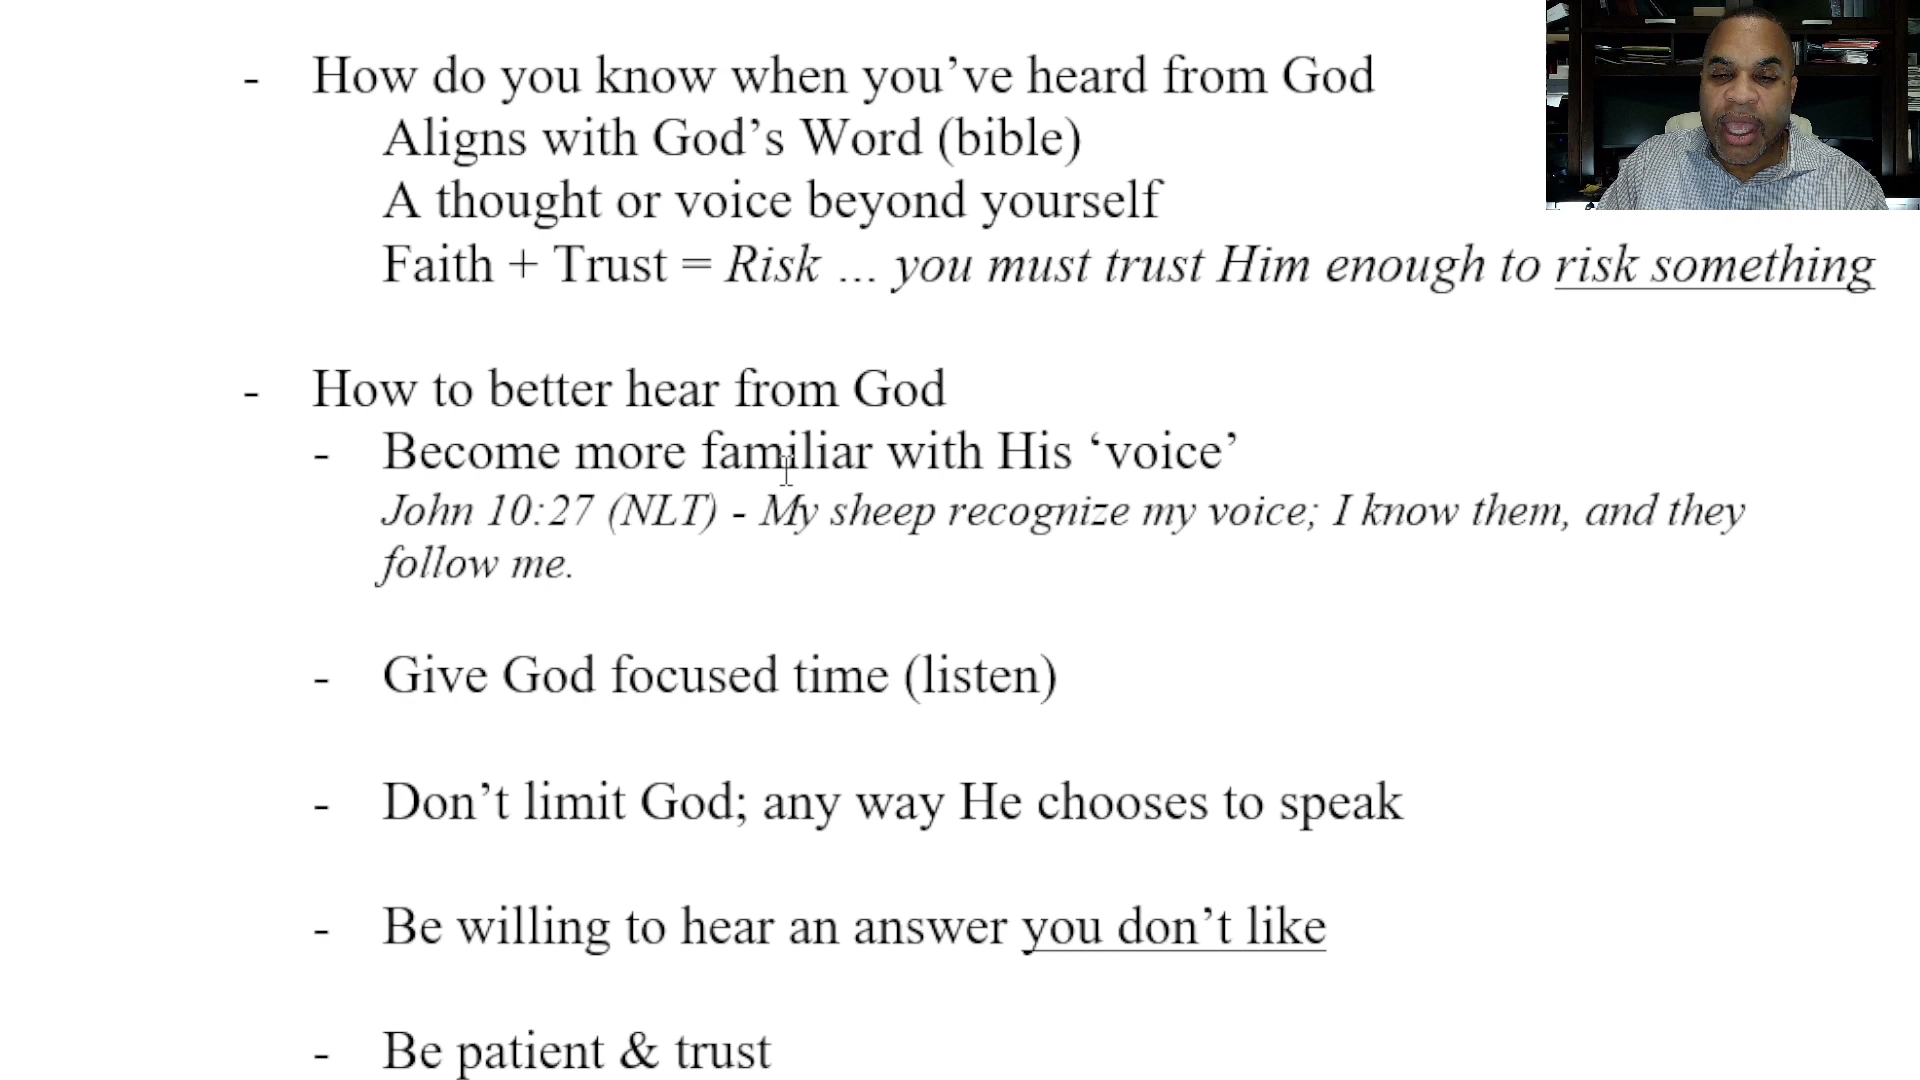 - How do you know when you’ve heard from God
Aligns with God’s Word (bible)
A thought or voice beyond yourself
Faith + Trust = Risk ... you must trust Him enough to risk something
- How to better hear from God
- Become more familiar with His ‘voice’
John 10:27 (NLT) - My sheep recognize my voice; I know them, and they
follow me.
- Give God focused time (listen)
- Don’t limit God; any way He chooses to speak
- Be willing to hear an answer you don’t like
- Be patient & trust